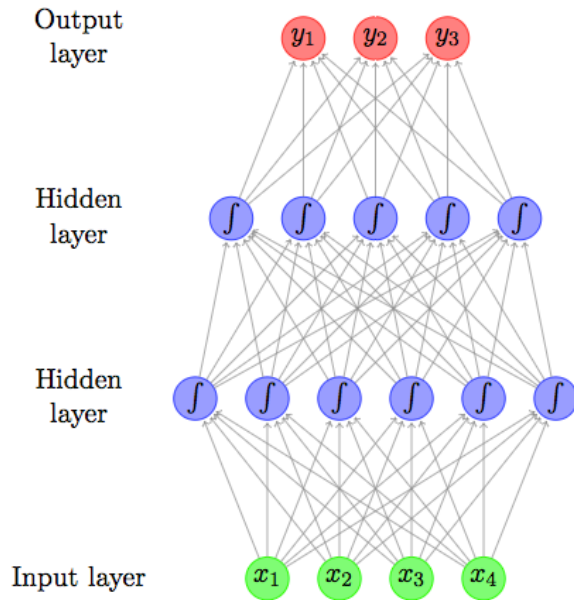 Output
layer
y₁ y₂ y₃
Hidden
layer
∫ ∫ ∫ ∫ ∫
Hidden
layer
∫ ∫ ∫ ∫ ∫ ∫
Input layer
x₁ x₂ x₃ x₄